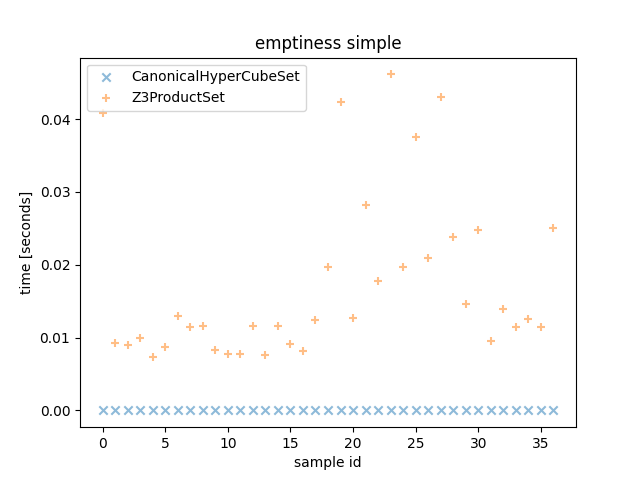 emptiness simple
CanonicalHyperCubeSet
Z3ProductSet
0.04
0.03
0.02
0.01
0.00
time [seconds]
0 5 10 15 20 25 30 35
sample id